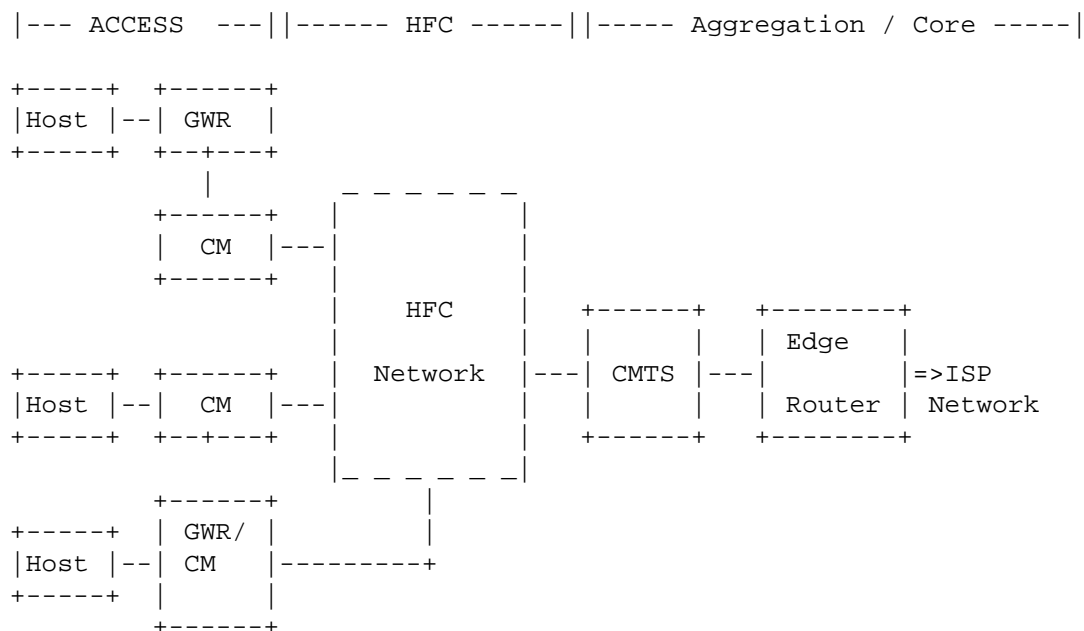 |--- ACCESS ---||------ HFC ------||----- Aggregation / Core -----|
Host GWR
CM
HFC
Edge
Network CMTS =>ISP
Host CM Router Network
GWR/
Host CM